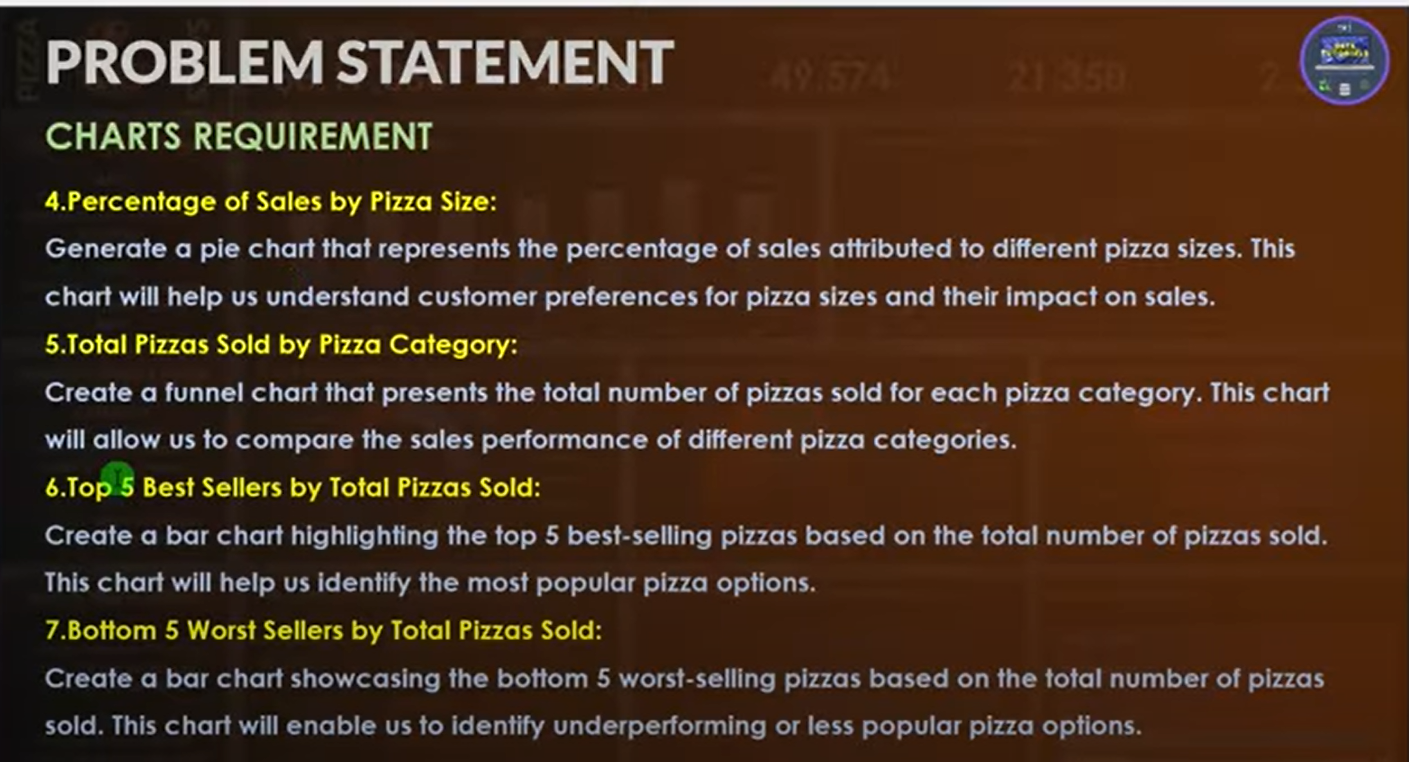 PROBLEM STATEMENT
49.574 21.350
CHARTS REQUIREMENT
4.Percentage of Sales by Pizza Size:
Generate a pie chart that represents the percentage of sales attributed to different pizza sizes. This
chart will help us understand customer preferences for pizza sizes and their impact on sales.
5.Total Pizzas Sold by Pizza Category:
Create a funnel chart that presents the total number of pizzas sold for each pizza category. This chart
will allow us to compare the sales performance of different pizza categories.
6.Top 5 Best Sellers by Total Pizzas Sold:
Create a bar chart highlighting the top 5 best-selling pizzas based on the total number of pizzas sold.
This chart will help us identify the most popular pizza options.
7.Bottom 5 Worst Sellers by Total Pizzas Sold:
Create a bar chart showcasing the bottom 5 worst-selling pizzas based on the total number of pizzas
sold. This chart will enable us to identify underperforming or less popular pizza options.